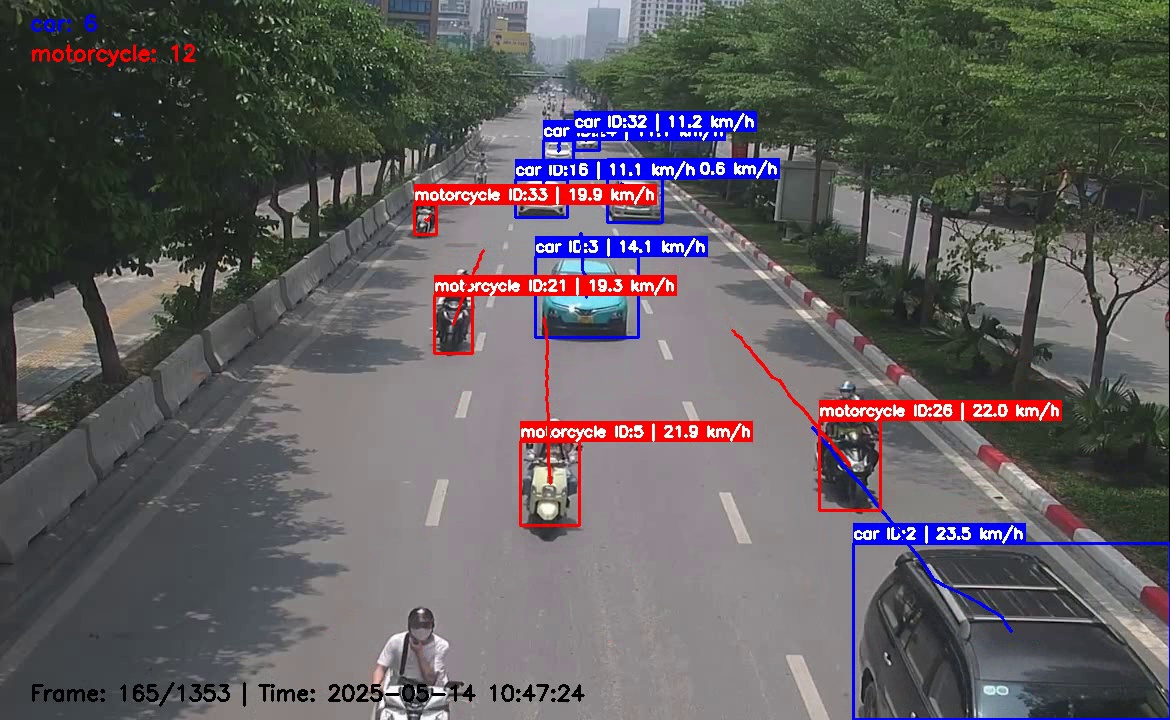 car: 6
motorcycle: 12
car ID:32 | 11.2 km/h
car
car ID:16 | 11.1 km/h 0.6 km/h
motorcycle ID:33 | 19.9 km/h
car ID:3 | 14.1 km/h
motorcycle ID:21 | 19.3 km/h
motorcycle ID:26 | 22.0 km/h
motorcycle ID:5 | 21.9 km/h
car ID:2 | 23.5 km/h
Frame: 165/1353 | Time: 2025-05-14 10:47:24